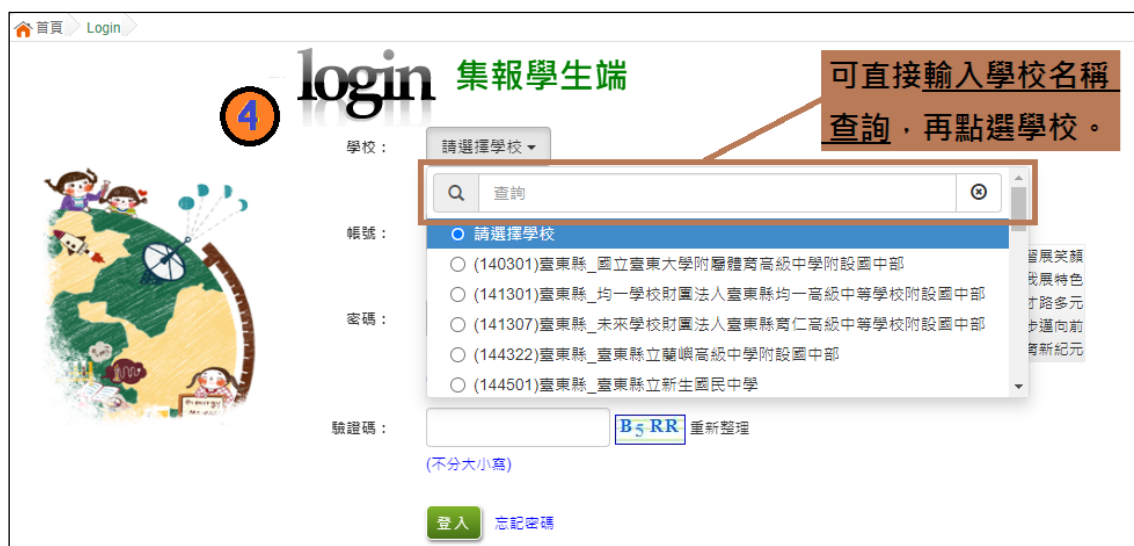 首頁 Login
login 集報學生端
可直接輸入學校名稱
查詢，再點選學校。
4
學校：
請選擇學校
查詢
帳號：
請選擇學校
(140301)臺東縣_國立臺東大學附屬體育高級中學附設國中部
(141301)臺東縣_均一學校財團法人臺東縣均一高級中等學校附設國中部
(141307)臺東縣_未來學校財團法人臺東縣育仁高級中等學校附設國中部
(144322)臺東縣_臺東縣立蘭嶼高級中學附設國中部
(144501)臺東縣_臺東縣立新生國民中學
展笑顏
展特色
路多元
邁向前
新紀元
密碼：
驗證碼：
B5RR 重新整理
(不分大小寫)
登入 忘記密碼